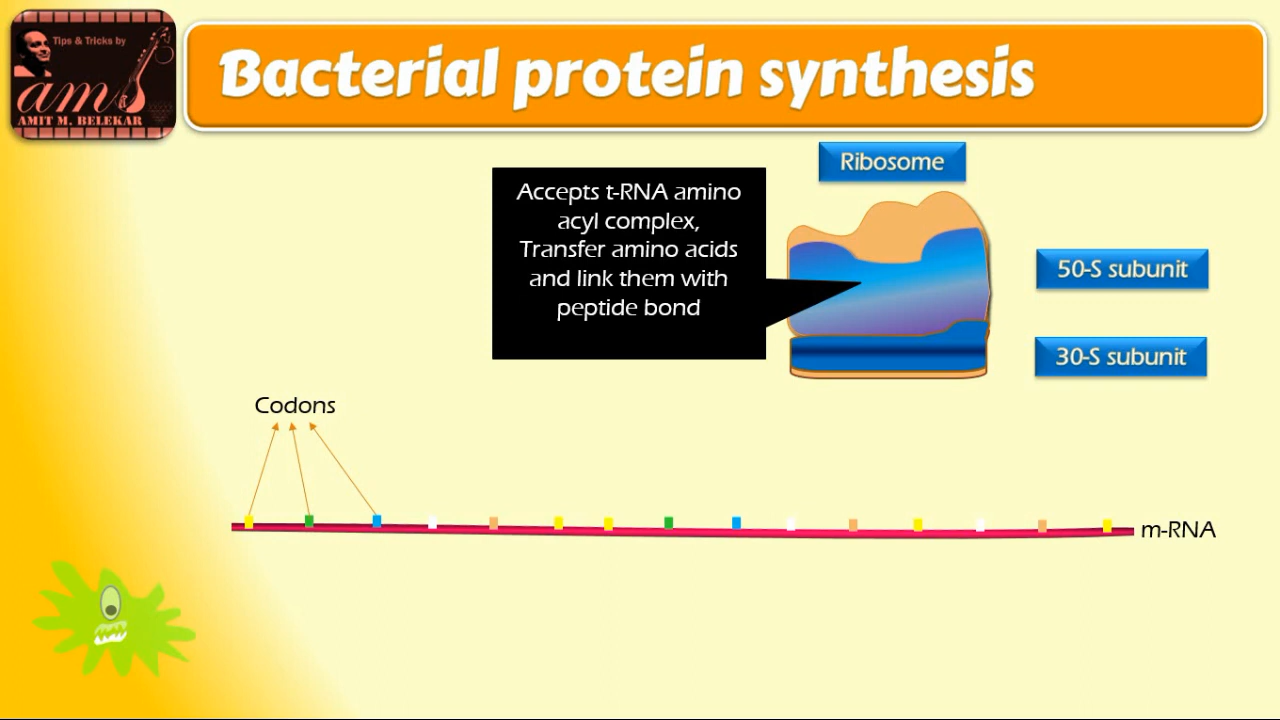 Tips & Tricks by
ams
AMIT M. BELEKAR
Bacterial protein synthesis
Ribosome
Accepts t-RNA amino
acyl complex,
Transfer amino acids
and link them with
peptide bond
50-S subunit
30-S subunit
Codons
m-RNA